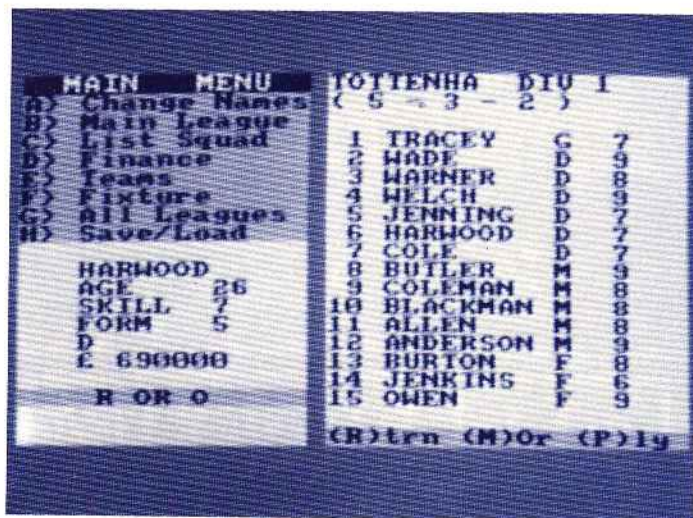 MAIN MENU
A) Change Names
B) Main League
C) List Squad
D) Finance
E) Teams
F) Fixture
G) All Leagues
H) Save/Load
HARWOOD
AGE 26
SKILL 7
FORM 5
D
£ 690000
R OR O
TOTTENHA DIV 1
( 5 - 3 - 2 )
1 TRACEY G 7
2 WADE D 9
3 WARNER D 8
4 WELCH D 9
5 JENNING D 7
6 HARWOOD D 7
7 COLE D 7
8 BUTLER M 9
9 COLEMAN M 8
10 BLACKMAN M 8
11 ALLEN M 8
12 ANDERSON M 9
13 BURTON F 8
14 JENKINS F 6
15 OWEN F 9
(R)trn (M)Or (P)ly